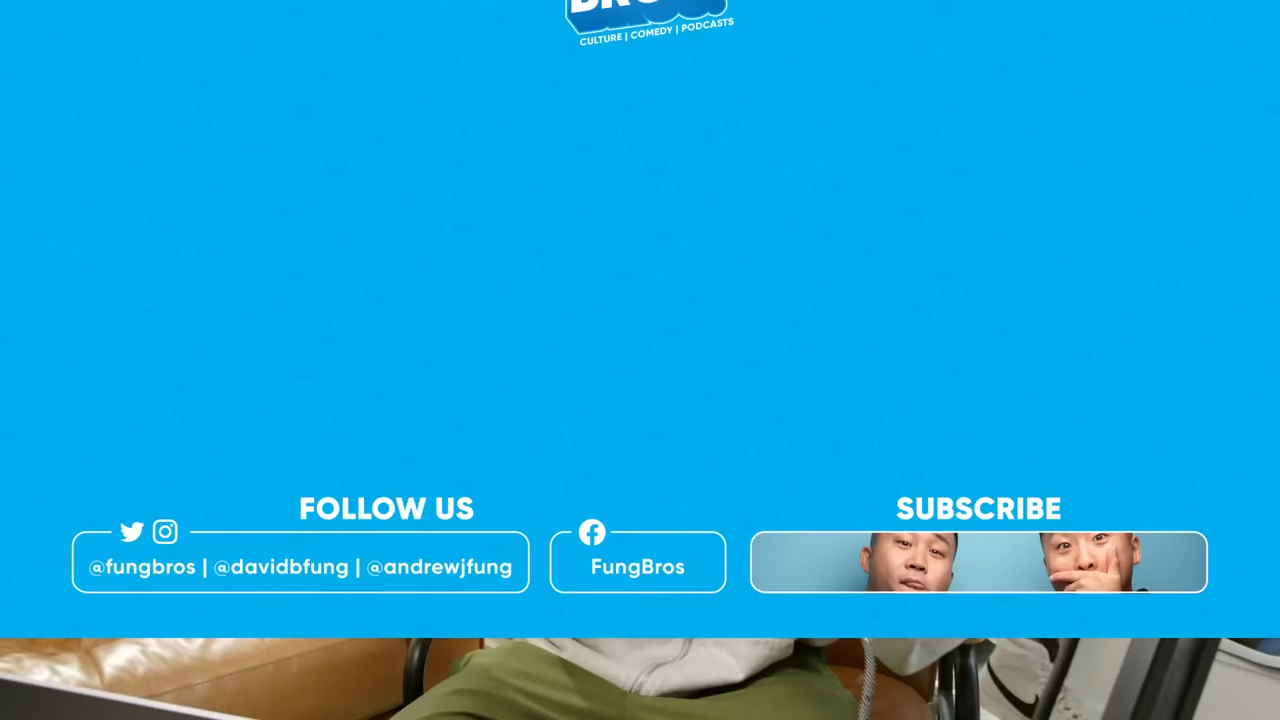 CULTURE | COMEDY | PODCASTS
FOLLOW US
@fungbros | @davidbfung | @andrewjfung
FungBros
SUBSCRIBE